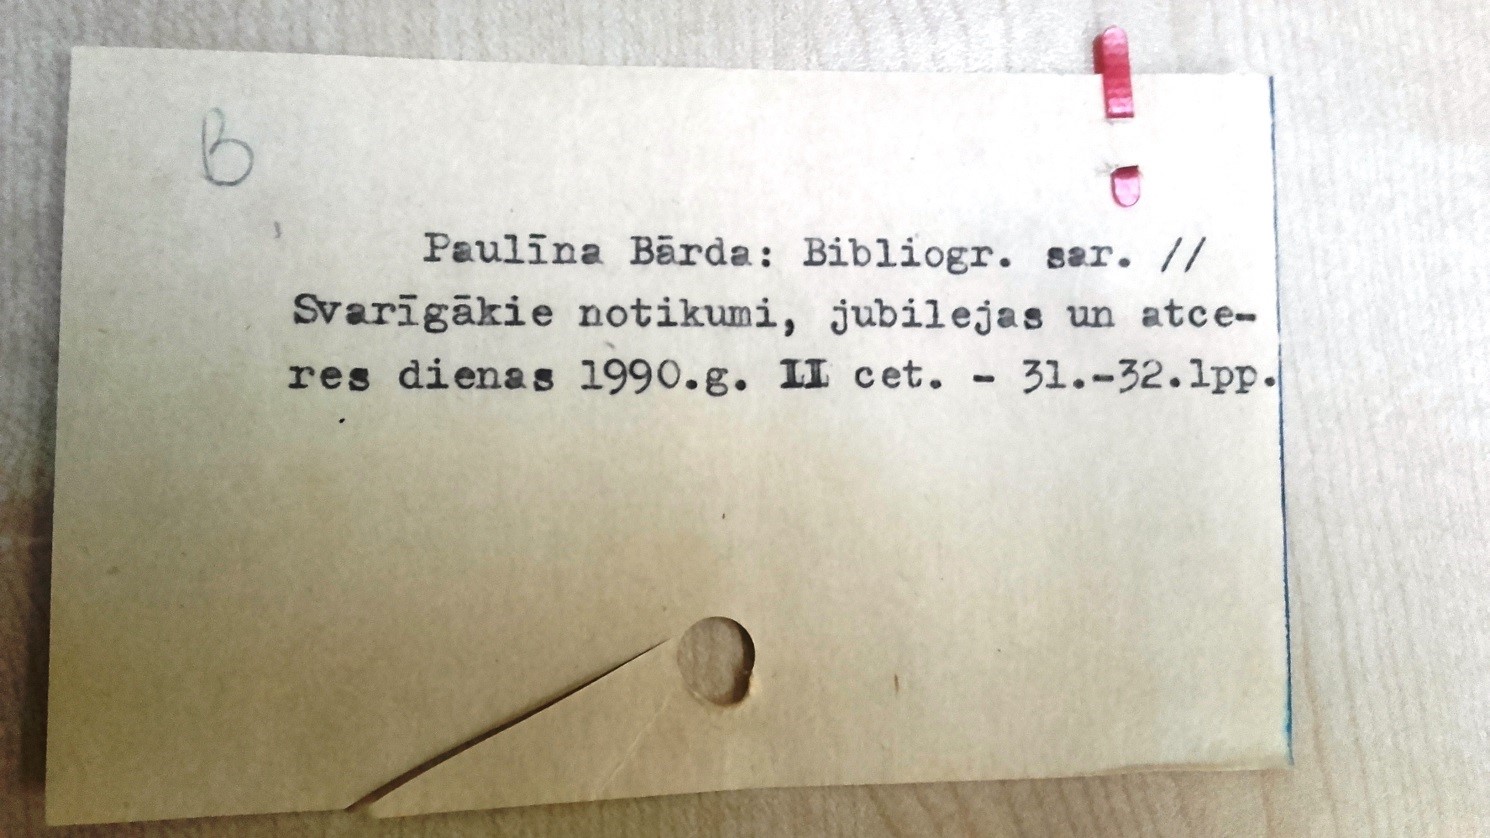 B
Paulīna Bārda: Bibliogr. sar. //
Svarīgākie notikumi, jubilejas un atce-
res dienas 1990.g. II cet. - 31.-32.lpp.